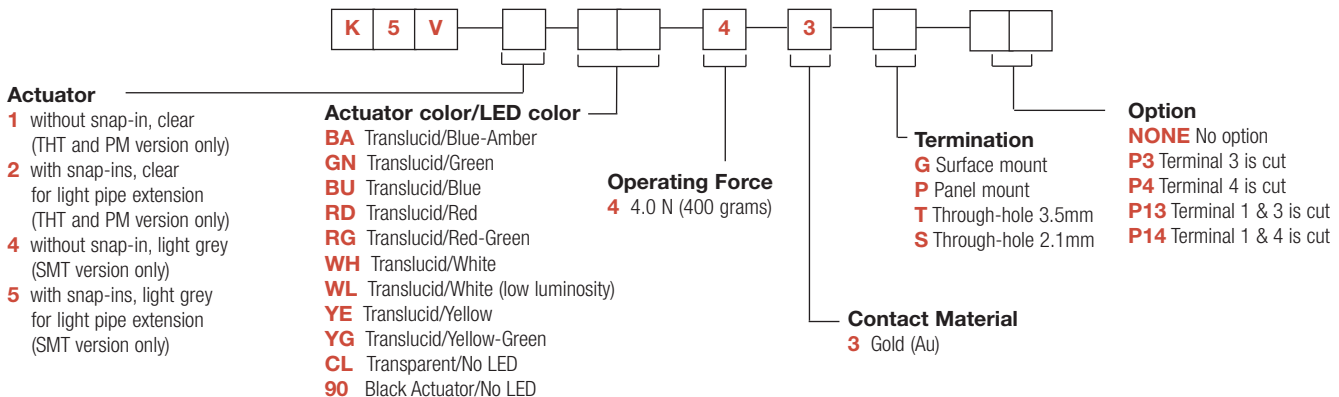 K 5 V 4 3
Actuator
1 without snap-in, clear
(THT and PM version only)
2 with snap-ins, clear
for light pipe extension
(THT and PM version only)
4 without snap-in, light grey
(SMT version only)
5 with snap-ins, light grey
for light pipe extension
(SMT version only)
Actuator color/LED color
BA Translucid/Blue-Amber
GN Translucid/Green
BU Translucid/Blue
RD Translucid/Red
RG Translucid/Red-Green
WH Translucid/White
WL Translucid/White (low luminosity)
YE Translucid/Yellow
YG Translucid/Yellow-Green
CL Transparent/No LED
90 Black Actuator/No LED
Operating Force
4 4.0 N (400 grams)
Contact Material
3 Gold (Au)
Termination
G Surface mount
P Panel mount
T Through-hole 3.5mm
S Through-hole 2.1mm
Option
NONE No option
P3 Terminal 3 is cut
P4 Terminal 4 is cut
P13 Terminal 1 & 3 is cut
P14 Terminal 1 & 4 is cut